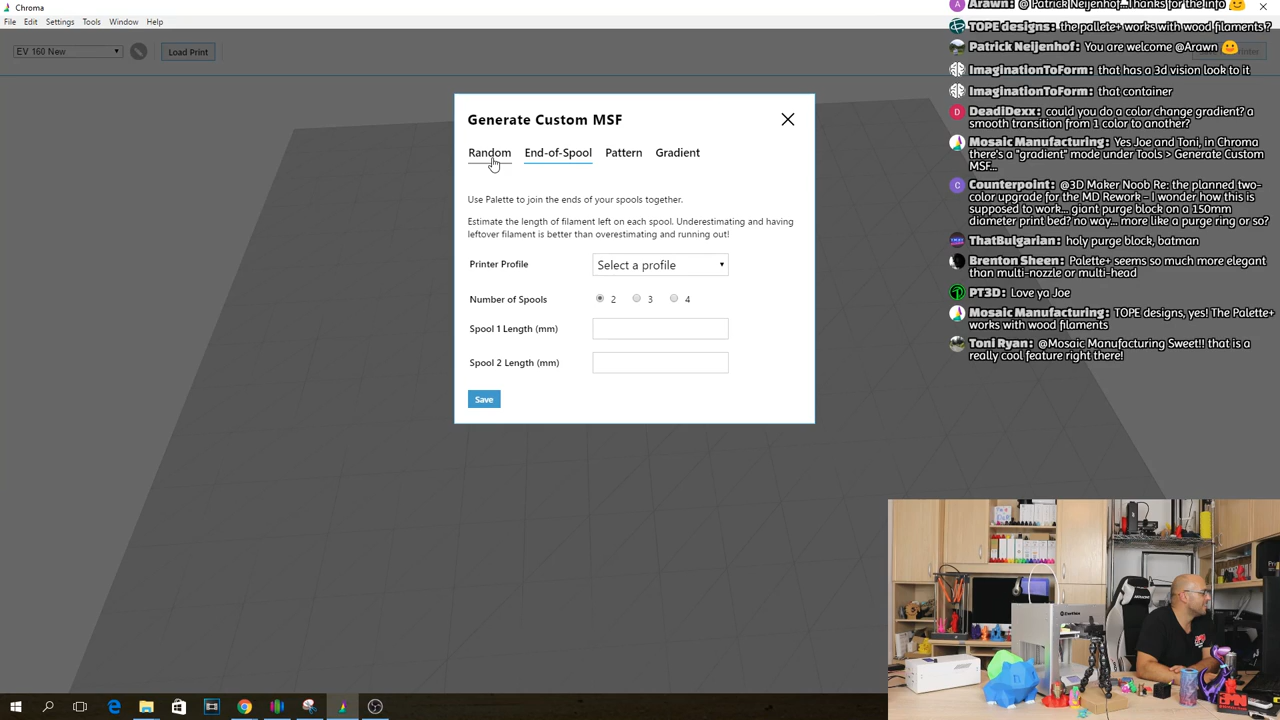 Chroma
File Edit Settings Tools Window Help
EV 160 New
Load Print
Generate Custom MSF
Random End-of-Spool Pattern Gradient
Use Palette to join the ends of your spools together.
Estimate the length of filament left on each spool. Underestimating and having
leftover filament is better than overestimating and running out!
Printer Profile
Select a profile
Number of Spools
2 3 4
Spool 1 Length (mm)
Spool 2 Length (mm)
Save
Arawn: @ Patrick Neijenhof...Thanks for the info
TOPE designs: the pallete+ works with wood filaments ?
Patrick Neijenhof: You are welcome @Arawn
ImaginationToForm: that has a 3d vision look to it
ImaginationToForm: that container
DeadiDexx: could you do a color change gradient? a
smooth transition from 1 color to another?
Mosaic Manufacturing: Yes Joe and Toni, in Chroma
there's a "gradient" mode under Tools > Generate Custom
MSF...
Counterpoint: @3D Maker Noob Re: the planned two-
color upgrade for the MD Rework - I wonder how this
is supposed to work... giant purge block on a 150mm
diameter print bed? no way... more like a purge ring or so?
ThatBulgarian: holy purge block, batman
Brenton Sheen: Palette+ seems so much more elegant
than multi-nozzle or multi-head
PT3D: Love ya Joe
Mosaic Manufacturing: TOPE designs, yes! The Palette+
works with wood filaments
Toni Ryan: @Mosaic Manufacturing Sweet!! that is a
really cool feature right there!